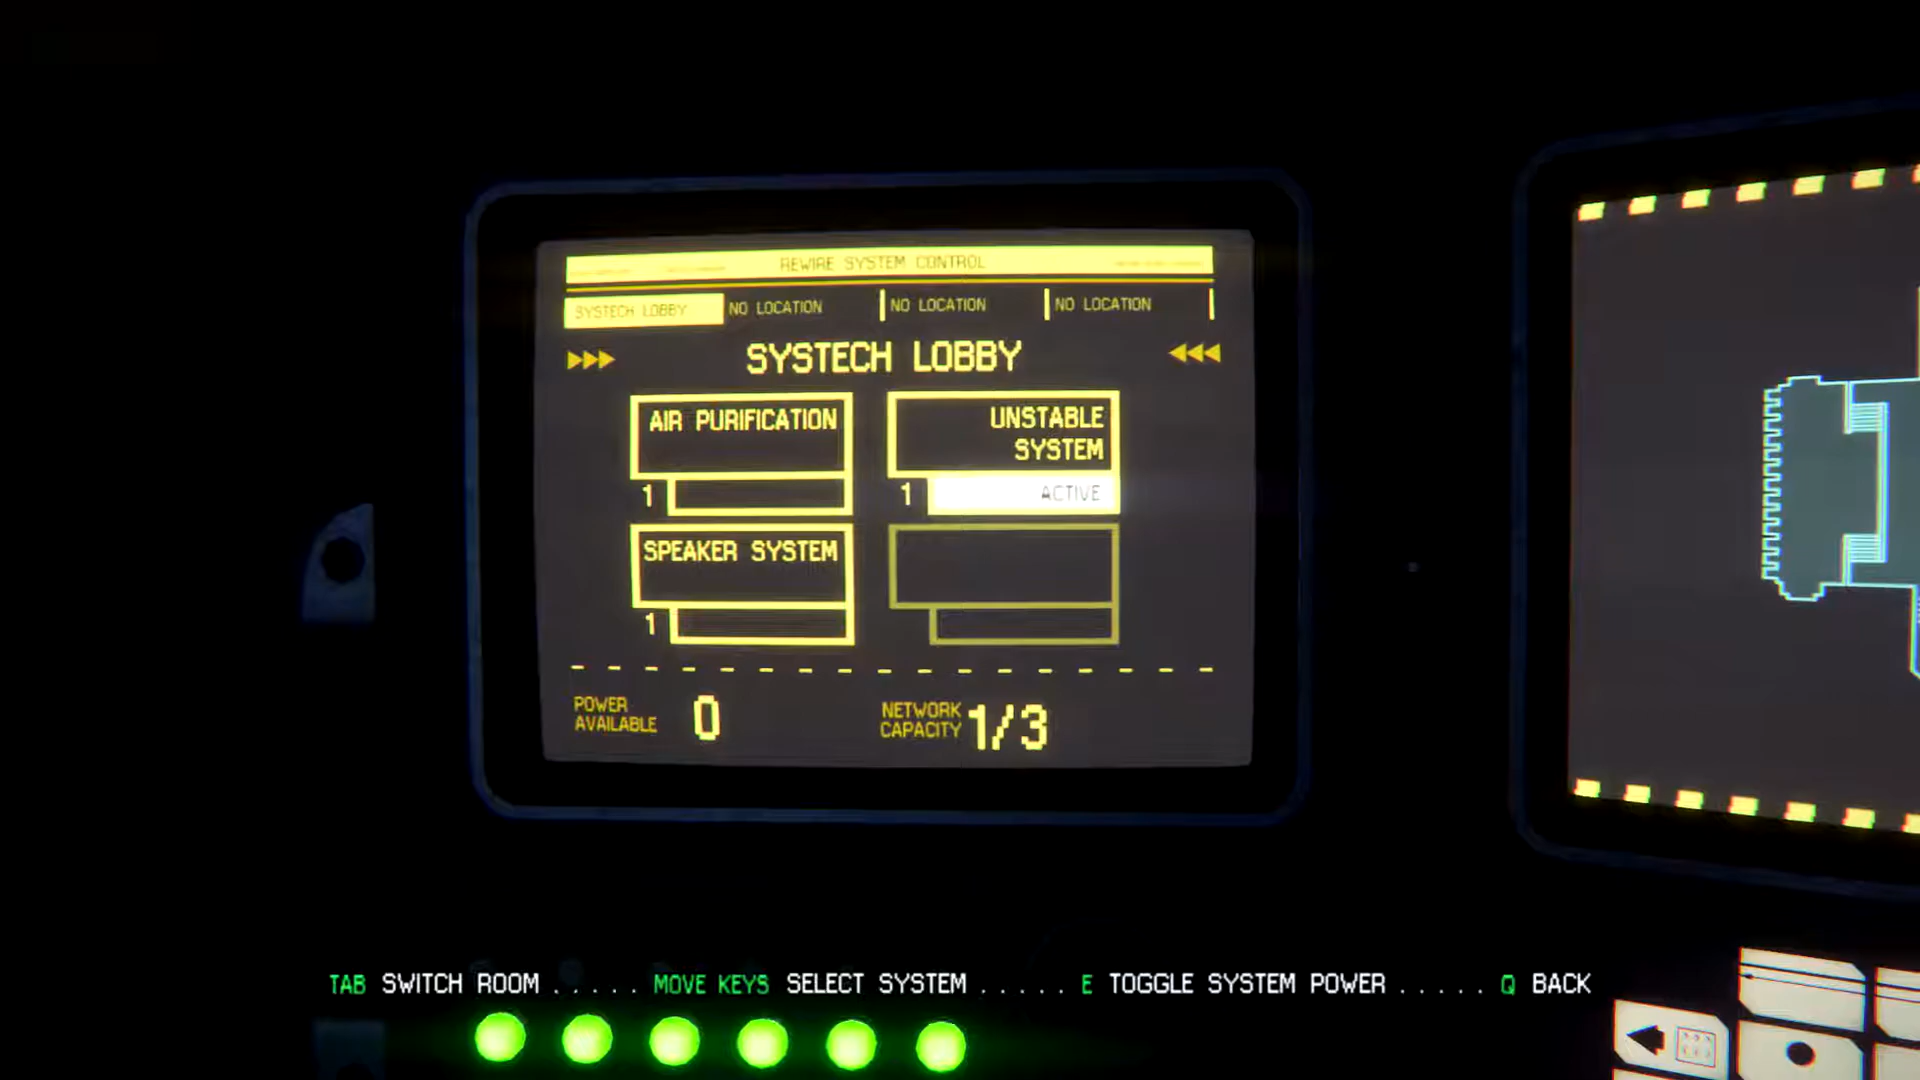 REWIRE SYSTEM CONTROL
SYSTECH LOBBY NO LOCATION NO LOCATION NO LOCATION
SYSTECH LOBBY
AIR PURIFICATION
1
UNSTABLE
SYSTEM
1 ACTIVE
SPEAKER SYSTEM
1
POWER
AVAILABLE 0
NETWORK
CAPACITY 1/3
TAB SWITCH ROOM ..... MOVE KEYS SELECT SYSTEM ...... E TOGGLE SYSTEM POWER ...... Q BACK